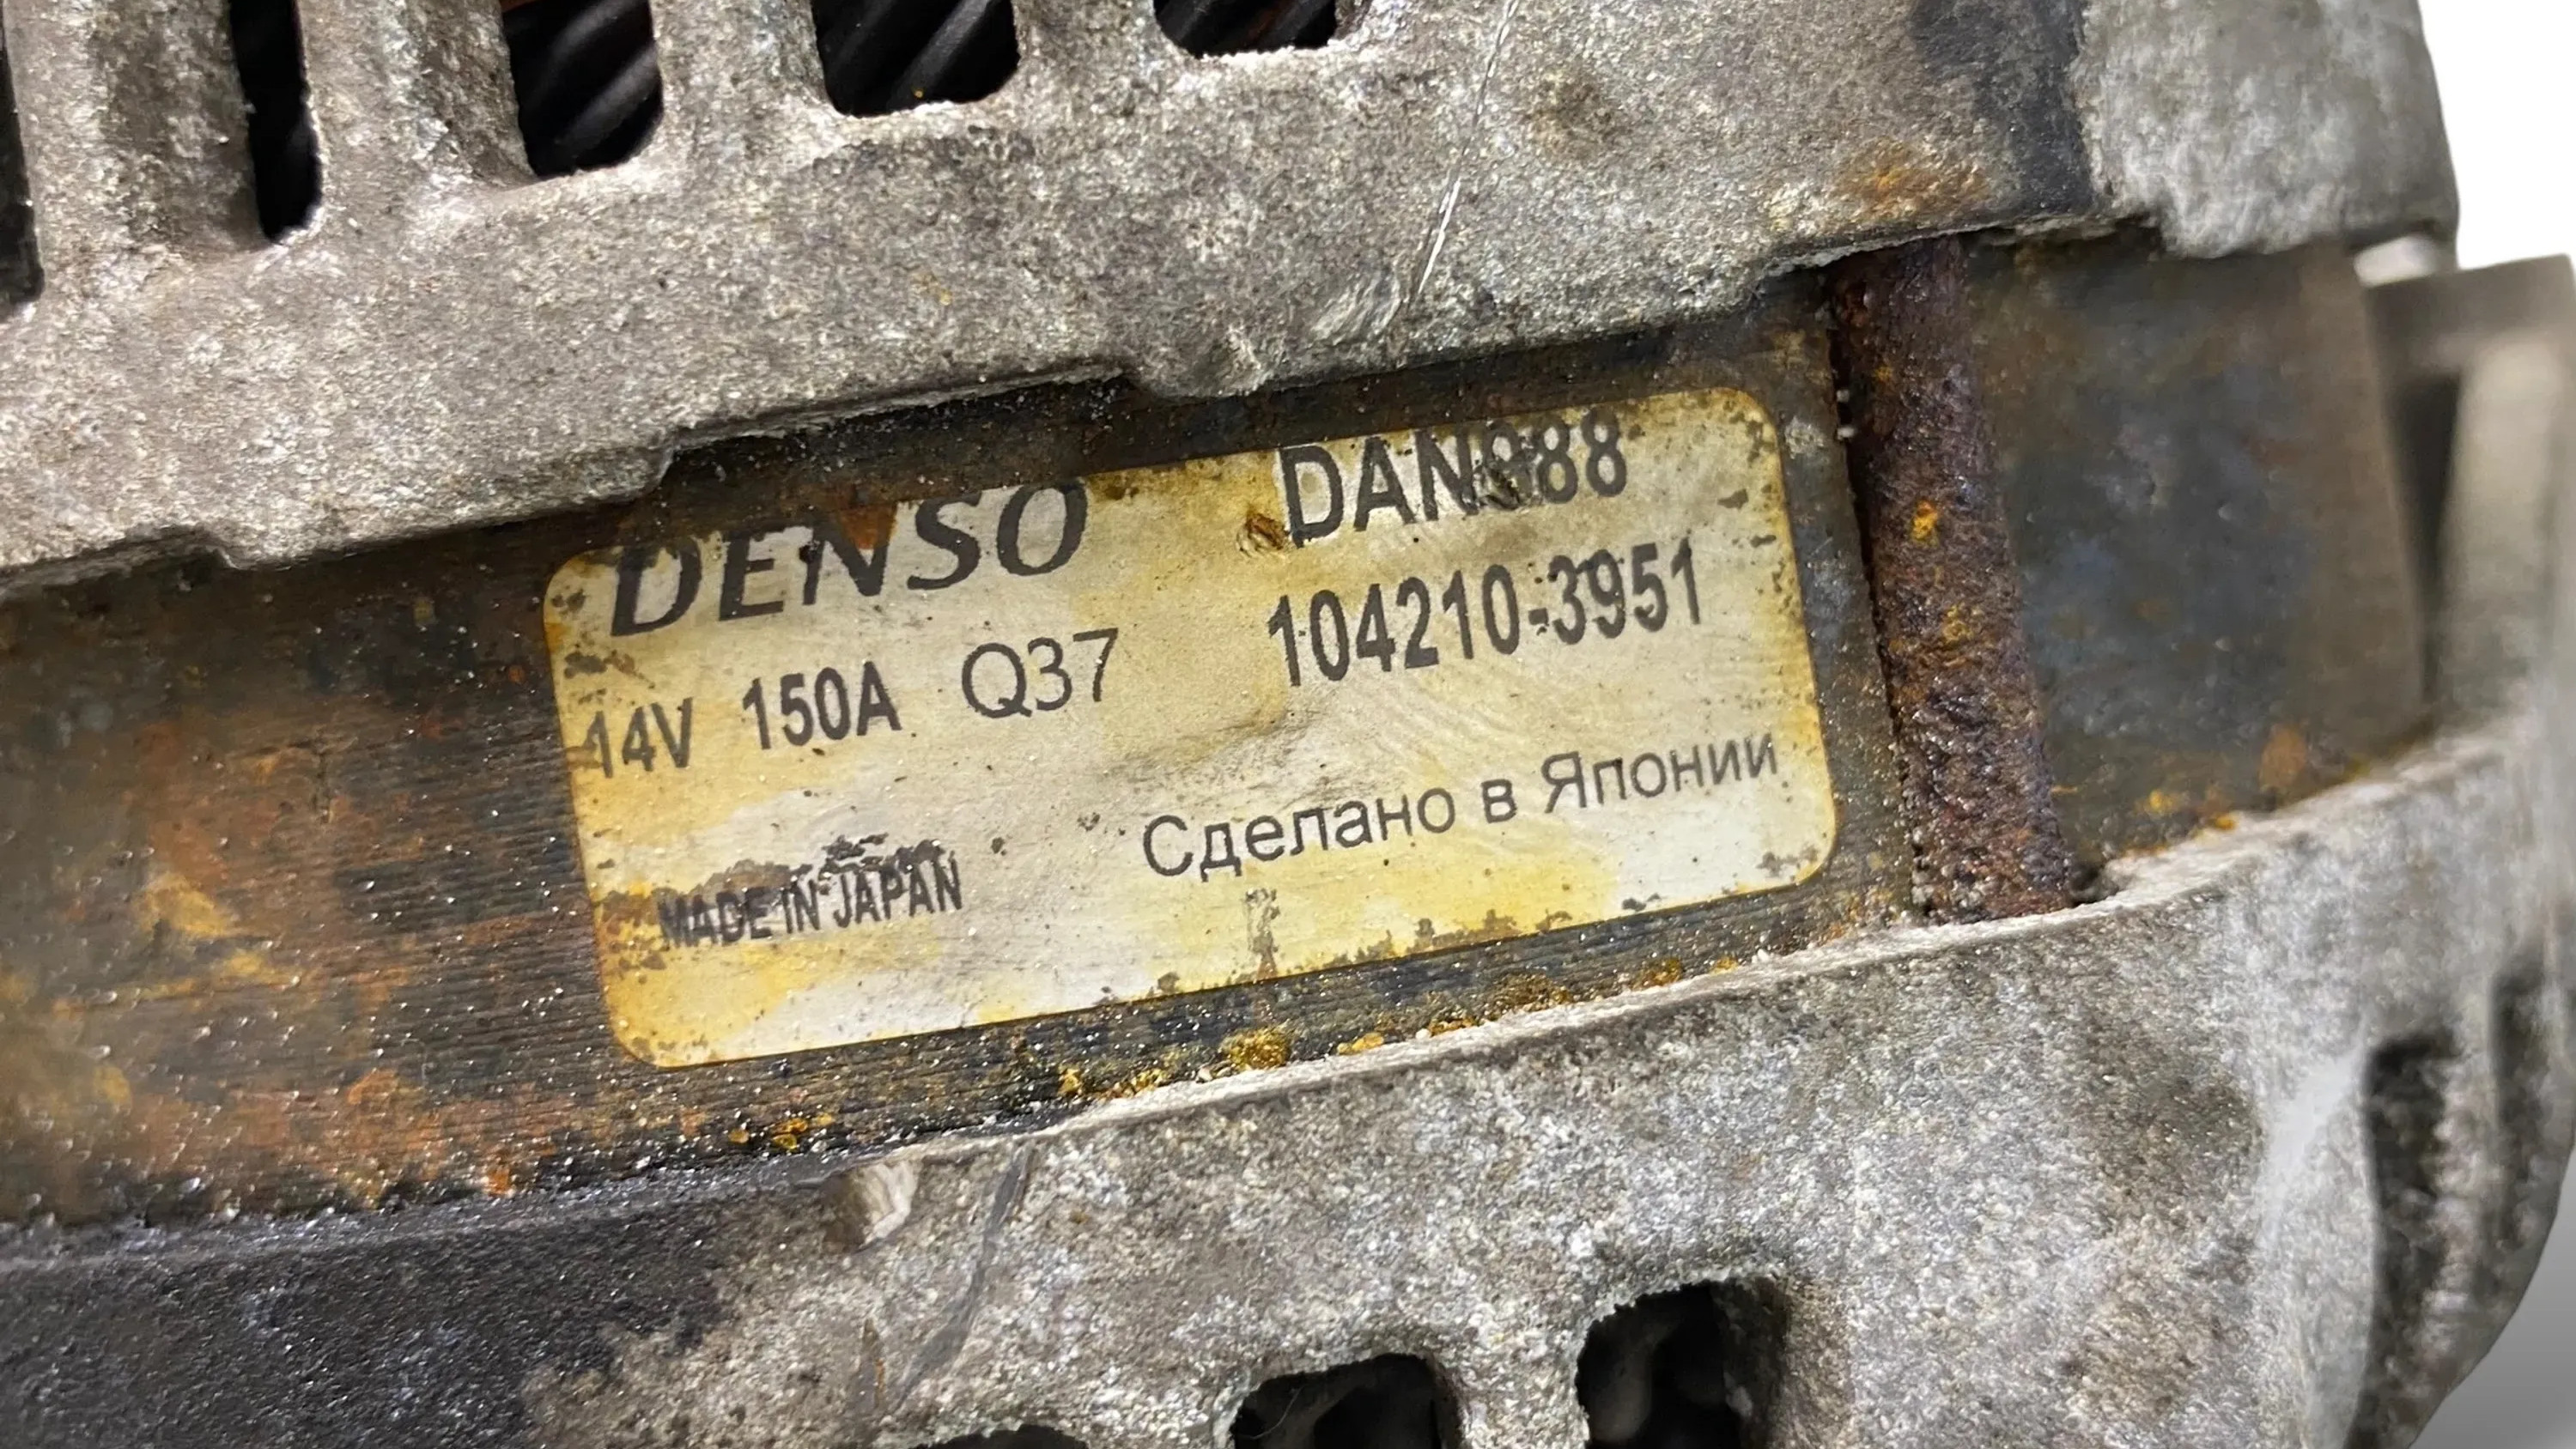 DENSO DAN988
14V 150A Q37 104210-3951
MADE IN JAPAN Сделано в Японии